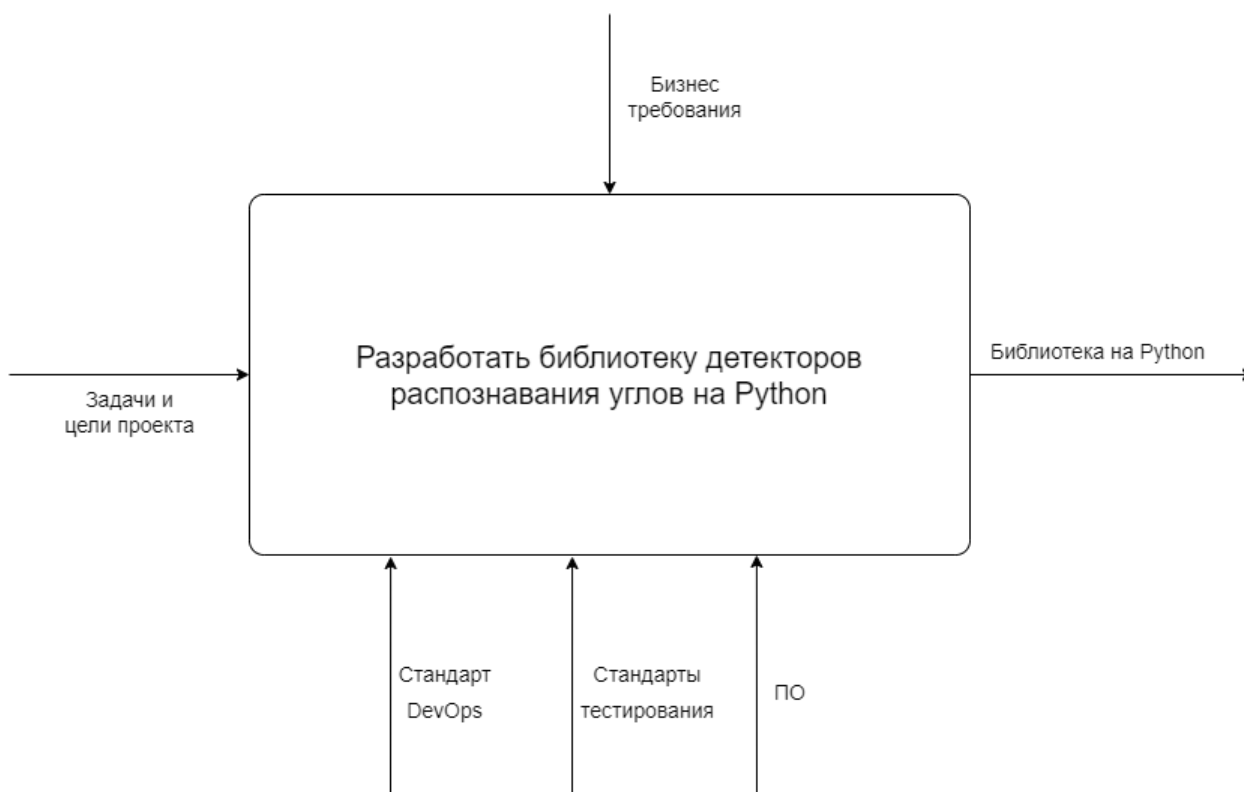 Бизнес
требования
Разработать библиотеку детекторов
распознавания углов на Python
Библиотека на Python
Задачи и
цели проекта
Стандарт
DevOps
Стандарты
тестирования
ПО